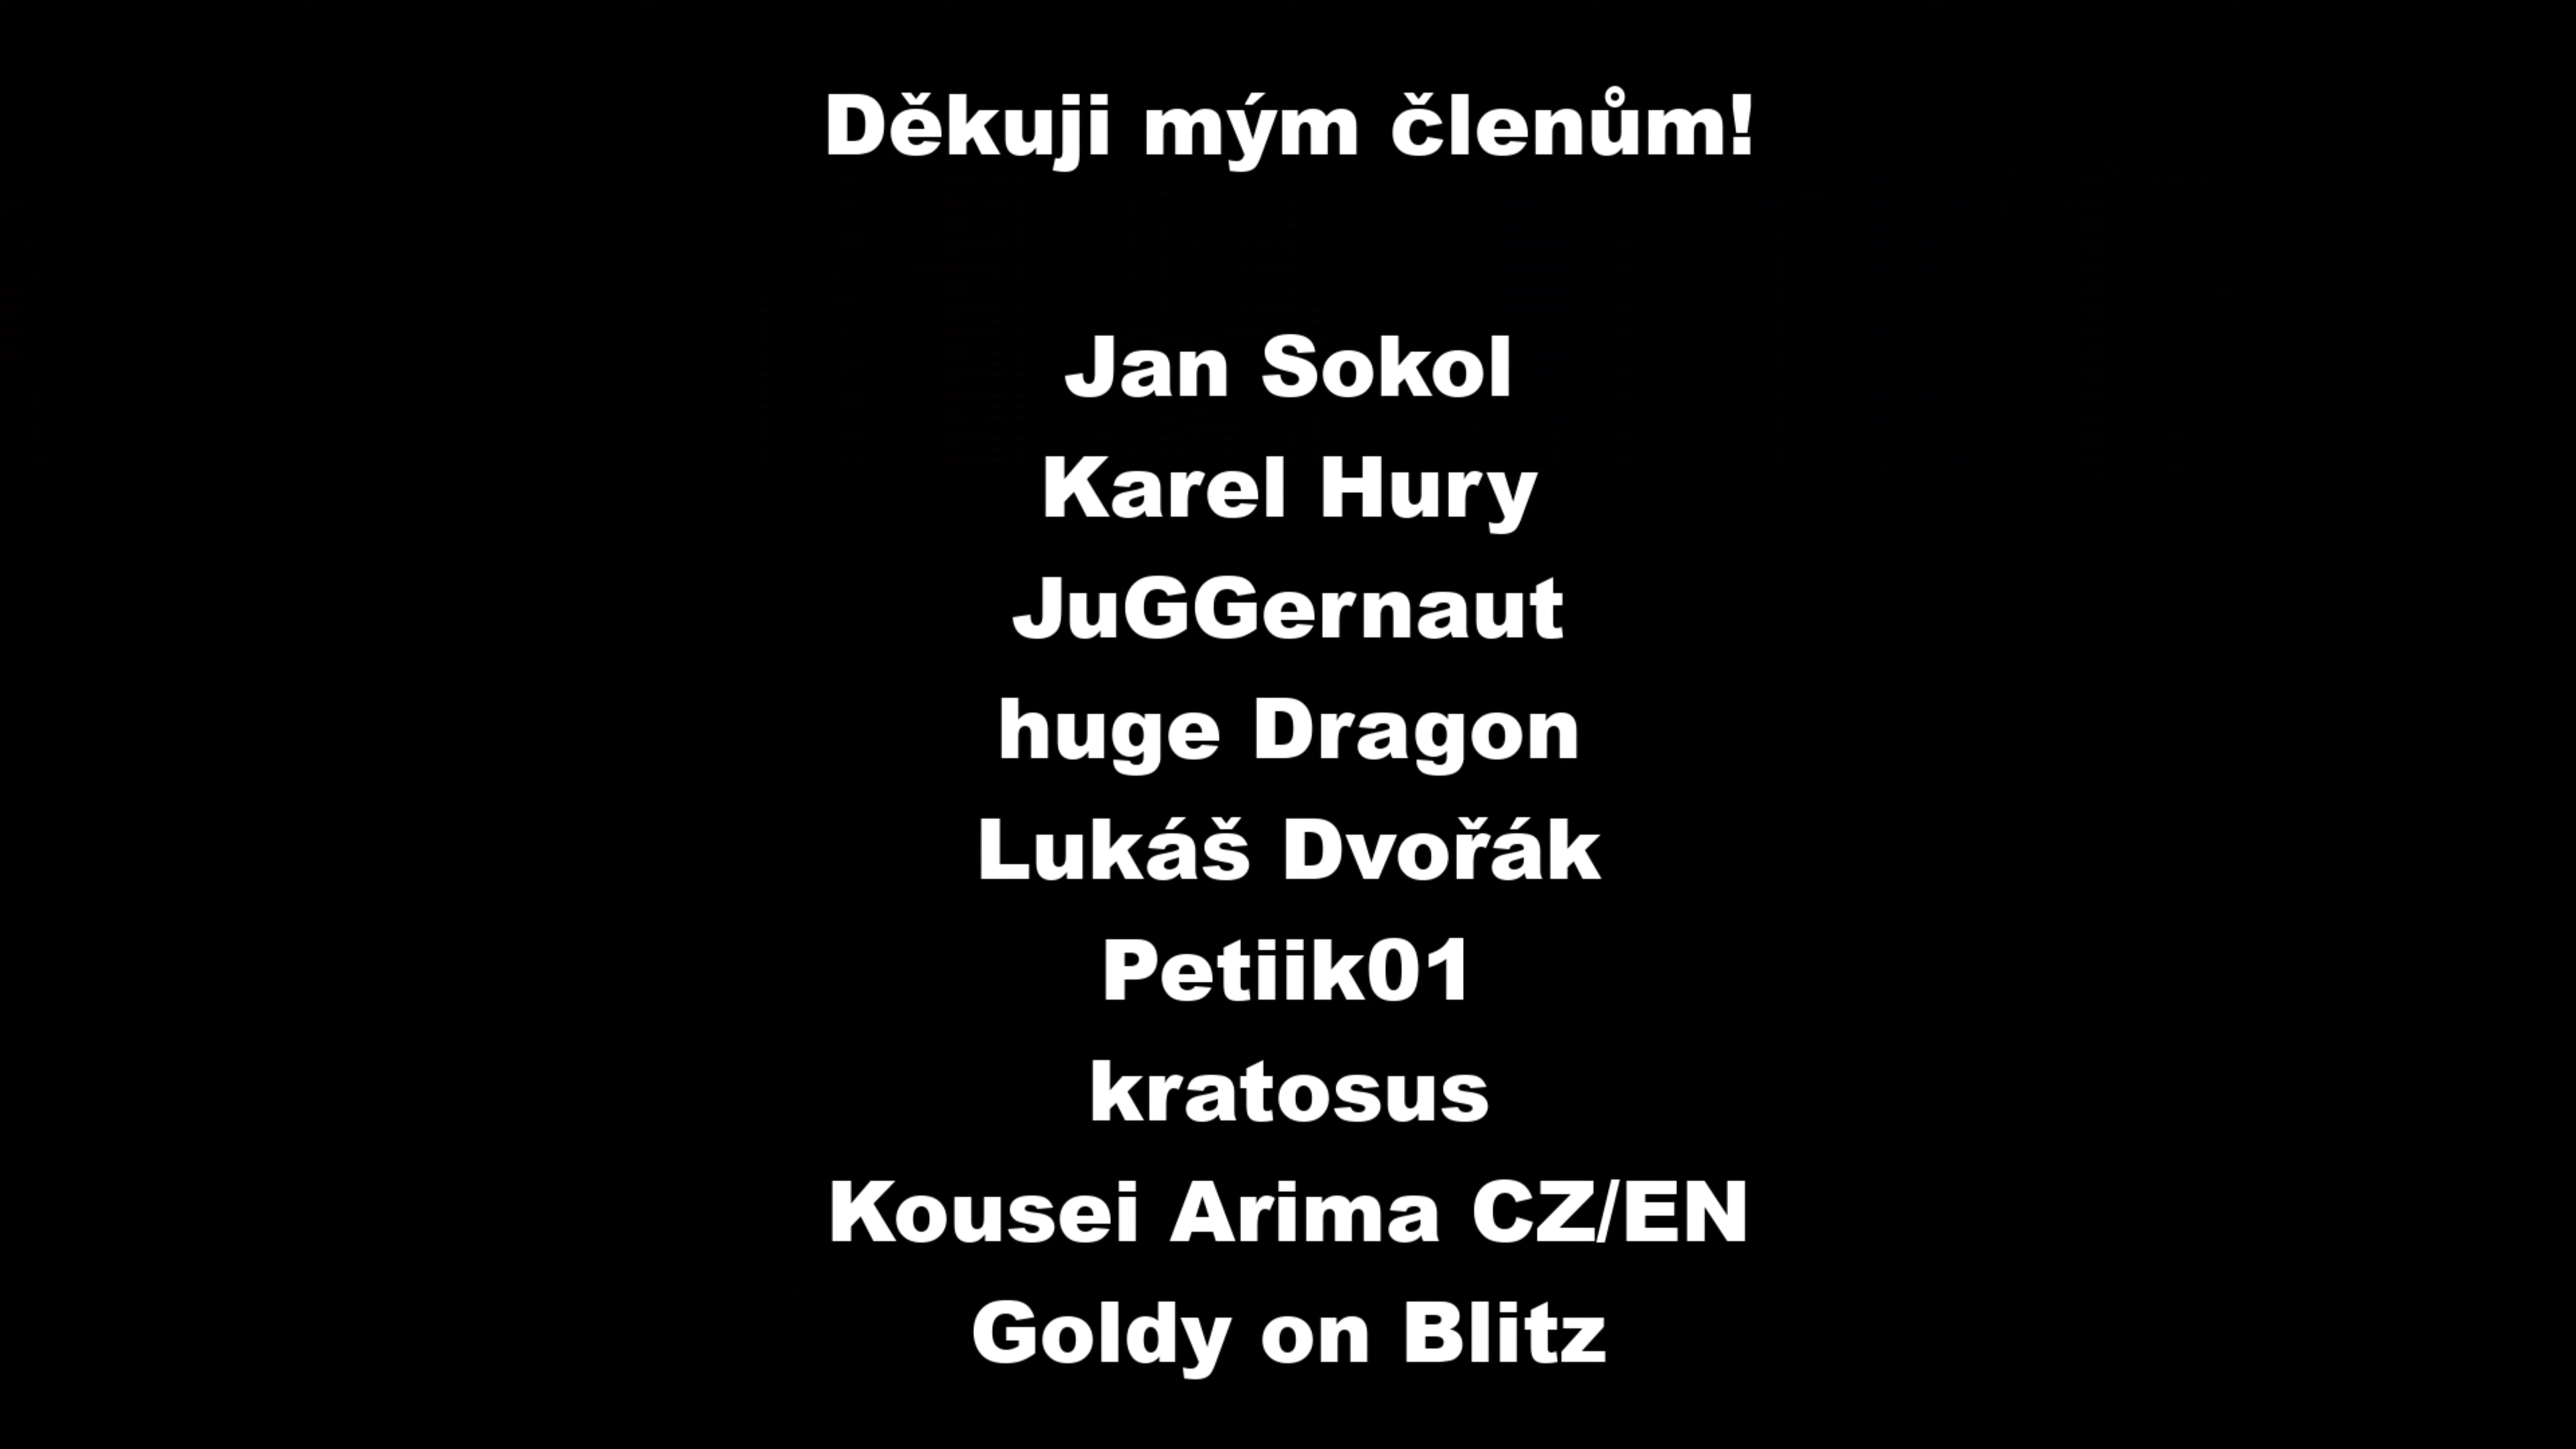 Děkuji mým členům!
Jan Sokol
Karel Hury
JuGGernaut
huge Dragon
Lukáš Dvořák
Petiik01
kratosus
Kousei Arima CZ/EN
Goldy on Blitz